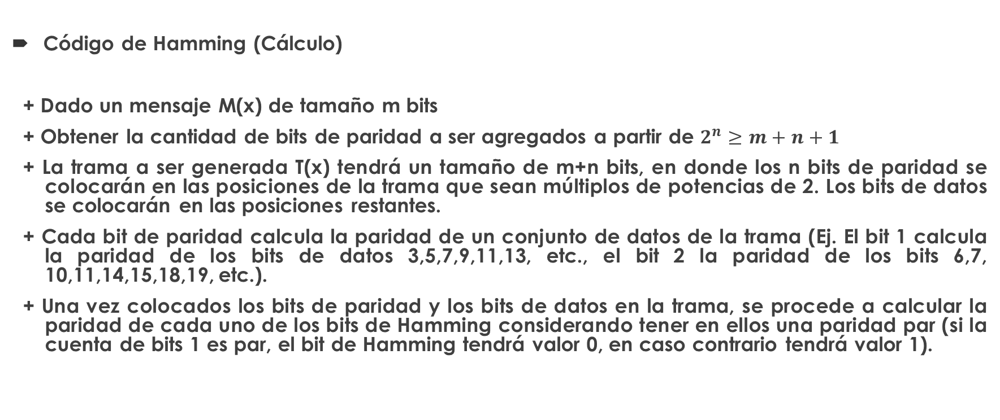 Código de Hamming (Cálculo)
+ Dado un mensaje M(x) de tamaño m bits
+ Obtener la cantidad de bits de paridad a ser agregados a partir de 2ⁿ ≥ m + n + 1
+ La trama a ser generada T(x) tendrá un tamaño de m+n bits, en donde los n bits de paridad se
colocarán en las posiciones de la trama que sean múltiplos de potencias de 2. Los bits de datos
se colocarán en las posiciones restantes.
+ Cada bit de paridad calcula la paridad de un conjunto de datos de la trama (Ej. El bit 1 calcula
la paridad de los bits de datos 3,5,7,9,11,13, etc., el bit 2 la paridad de los bits 6,7,
10,11,14,15,18,19, etc.).
+ Una vez colocados los bits de paridad y los bits de datos en la trama, se procede a calcular la
paridad de cada uno de los bits de Hamming considerando tener en ellos una paridad par (si la
cuenta de bits 1 es par, el bit de Hamming tendrá valor 0, en caso contrario tendrá valor 1).